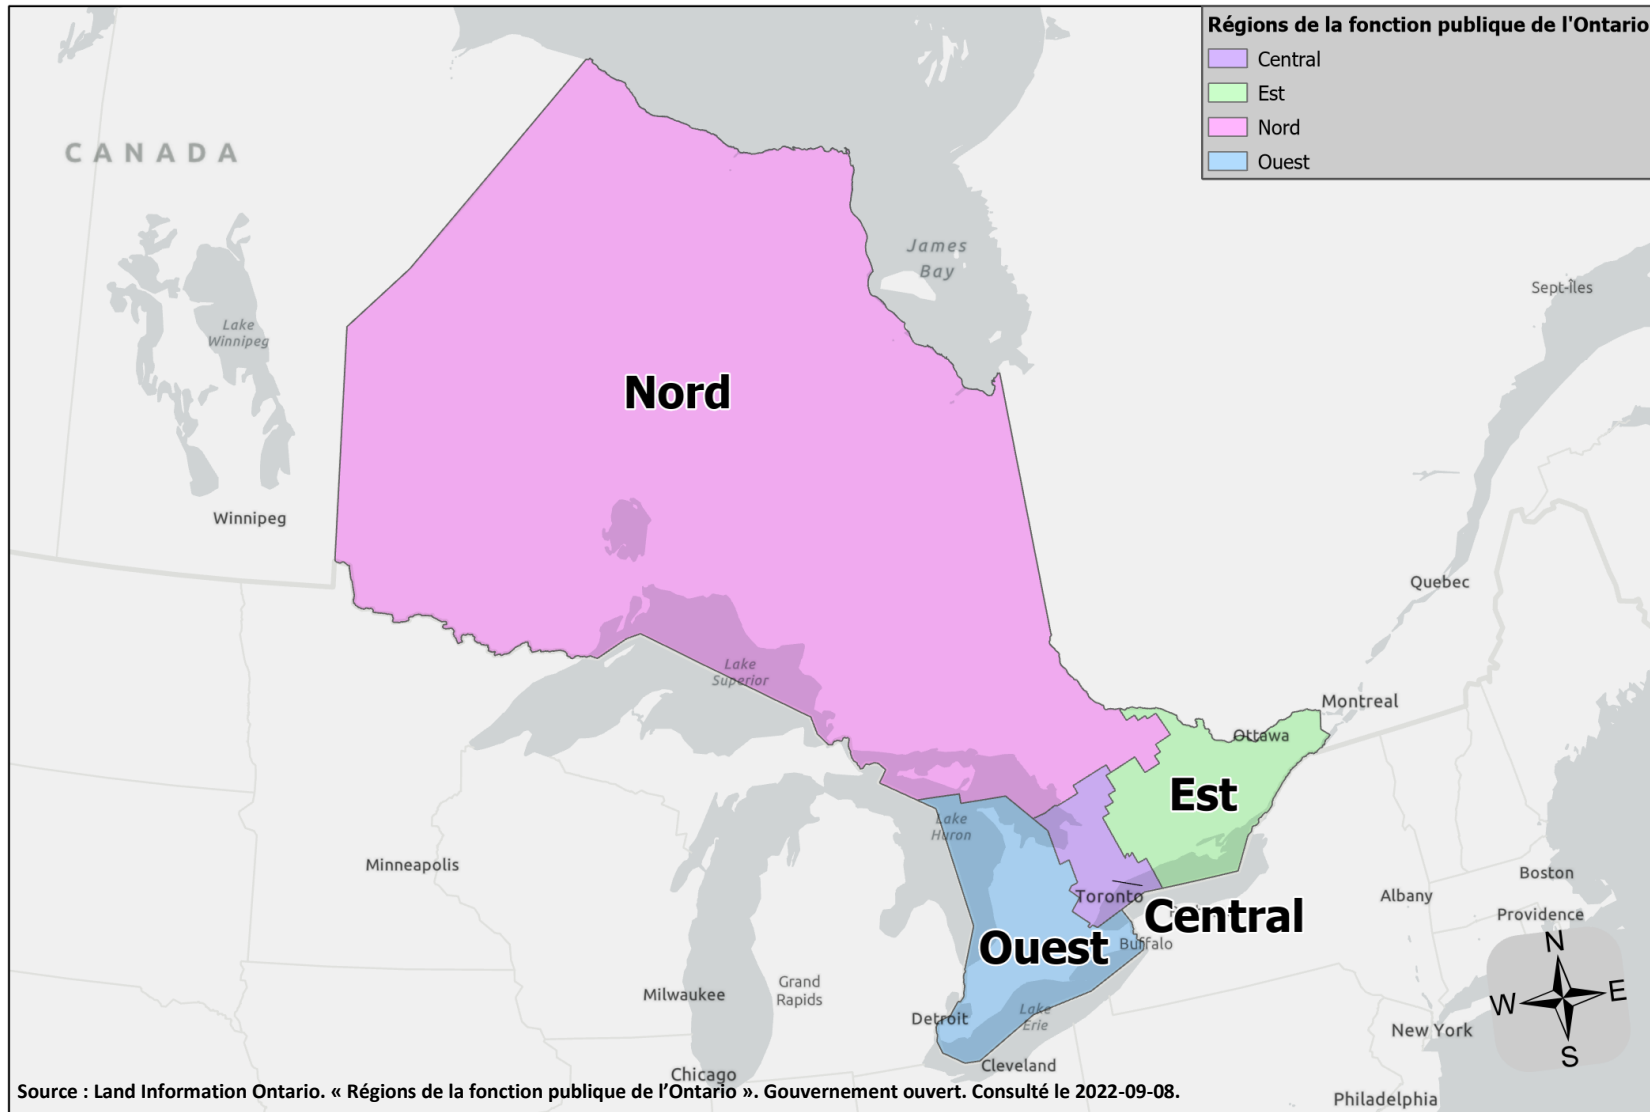 Régions de la fonction publique de l'Ontario
Central
Est
Nord
Ouest
CANADA
James
Bay
Sept-Îles
Lake
Winnipeg
Nord
Winnipeg
Quebec
Lake
Superior
Montreal
Ottawa
Est
Lake
Huron
Minneapolis
Boston
Albany
Toronto
Providence
Central
Ouest
Buffalo
N
W
E
S
Milwaukee
Grand
Rapids
Detroit
Lake
Erie
New York
Cleveland
Chicago
Source : Land Information Ontario. « Régions de la fonction publique de l’Ontario ». Gouvernement ouvert. Consulté le 2022-09-08.
Philadelphia